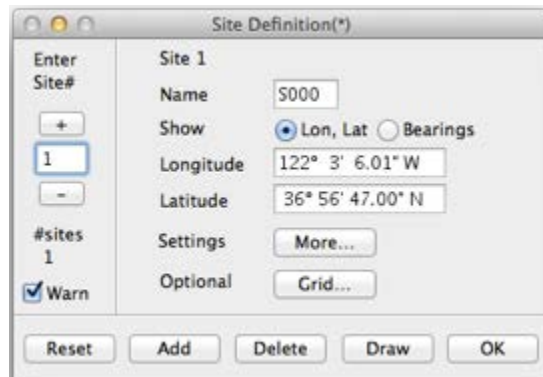 Site Definition(*)
Enter
Site#
+
1
-
#sites
1
Warn
Site 1
Name S000
Show Lon, Lat Bearings
Longitude 122° 3' 6.01" W
Latitude 36° 56' 47.00" N
Settings More...
Optional Grid...
Reset Add Delete Draw OK